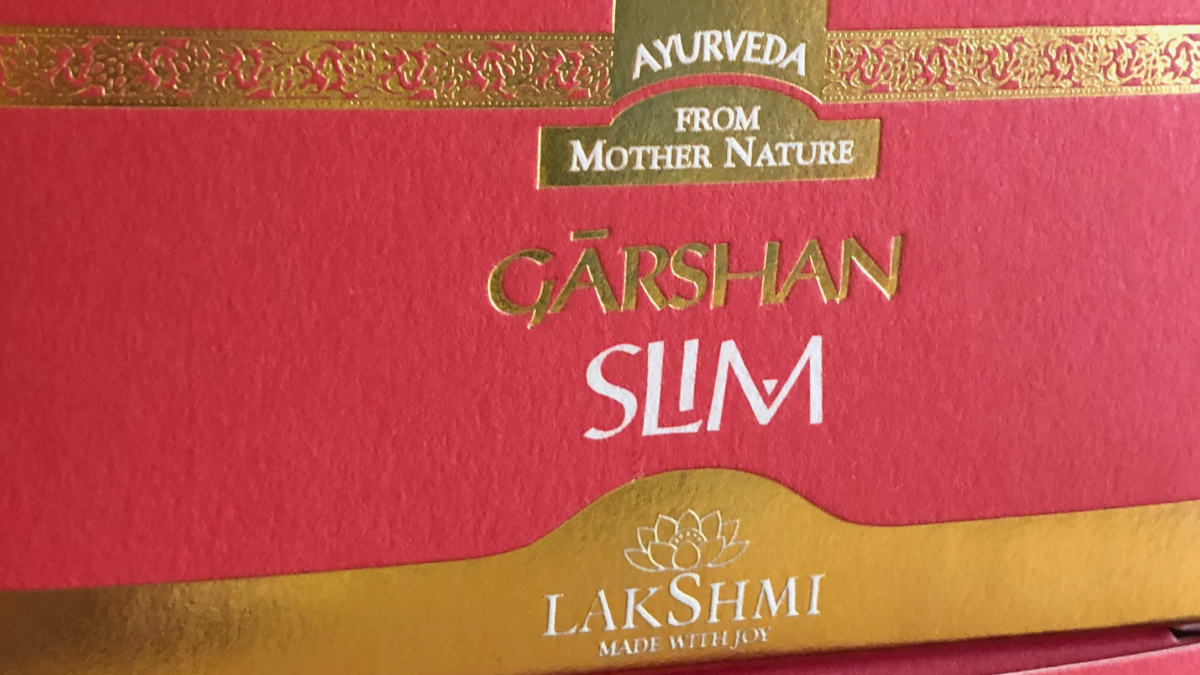 AYURVEDA
FROM
MOTHER NATURE
GĀRSHAN
SLIM
LAKSHMI
MADE WITH JOY